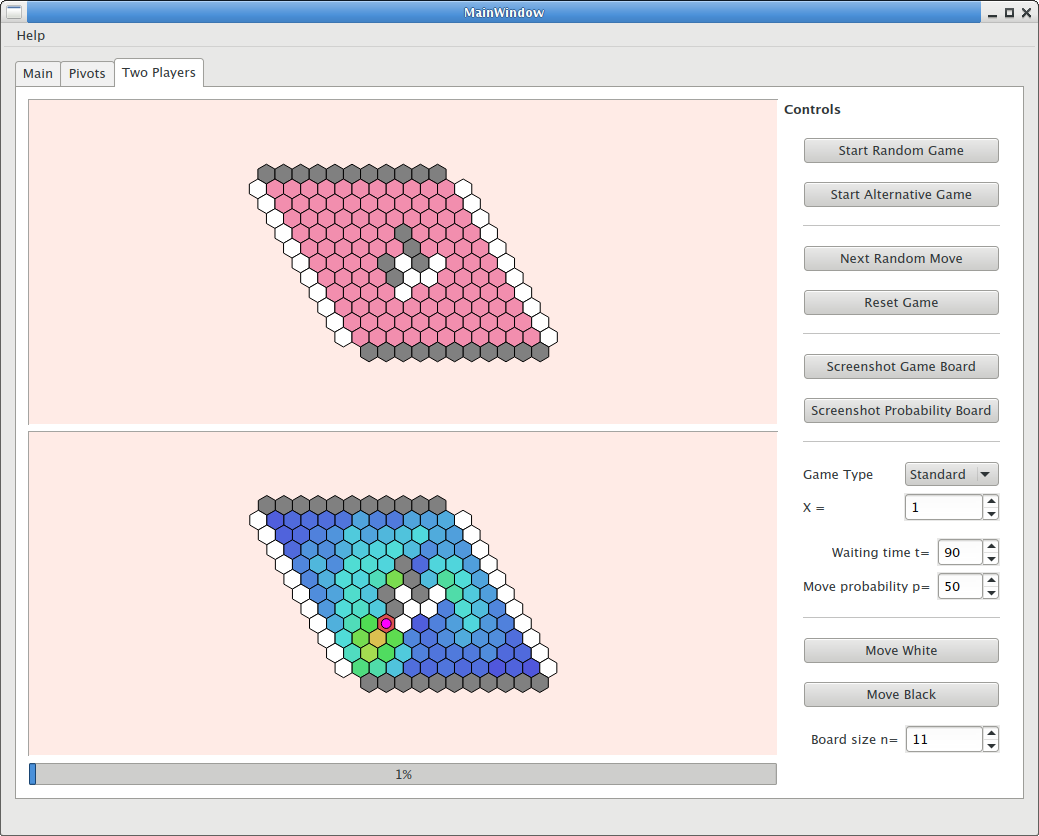 MainWindow
Help
Main Pivots Two Players
Controls
Start Random Game
Start Alternative Game
Next Random Move
Reset Game
Screenshot Game Board
Screenshot Probability Board
Game Type Standard
X = 1
Waiting time t= 90
Move probability p= 50
Move White
Move Black
Board size n= 11
1%